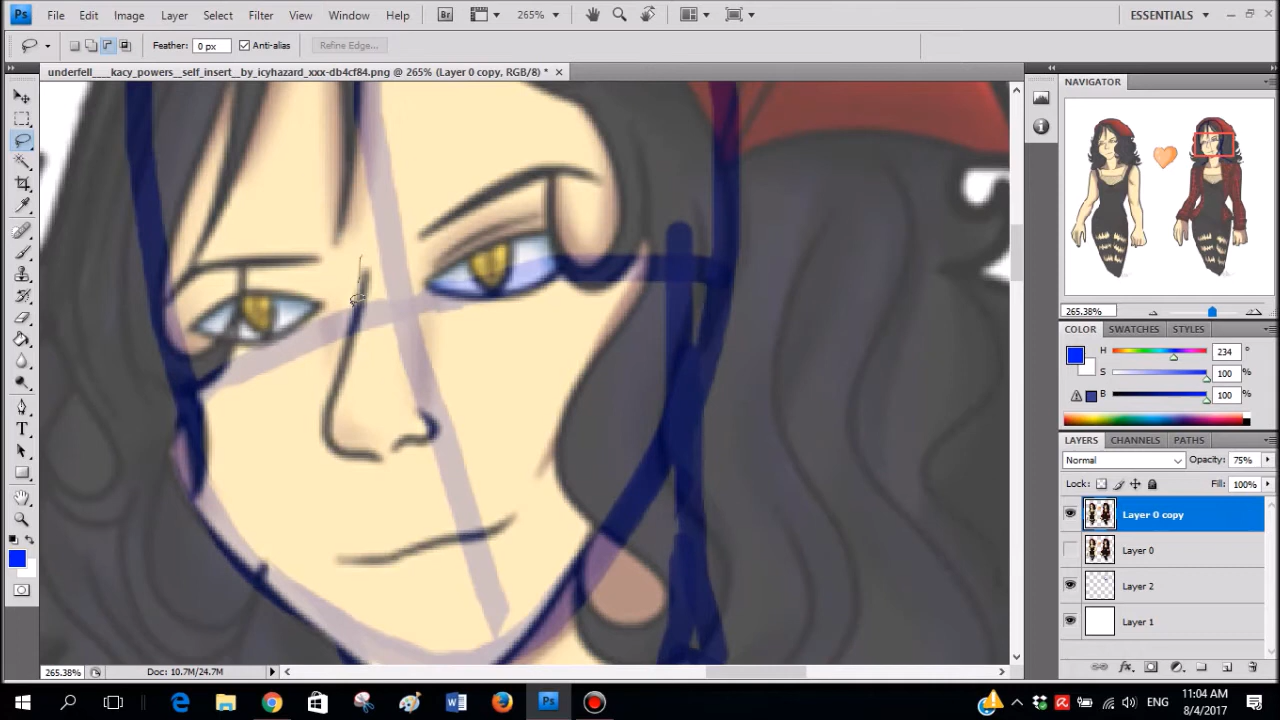 Ps File Edit Image Layer Select Filter View Window Help Br 265% ESSENTIALS
Feather: 0 px Anti-alias Refine Edge...
underfell____kacy_powers__self_insert__by_icyhazard_xxx-db4cf84.png @ 265% (Layer 0 copy, RGB/8) *
NAVIGATOR
265.38%
COLOR SWATCHES STYLES
H 234 °
S 100 %
B 100 %
LAYERS CHANNELS PATHS
Normal Opacity: 75%
Lock: Fill: 100%
Layer 0 copy
Layer 0
Layer 2
Layer 1
265.38% Doc: 10.7M/24.7M
ENG 11:04 AM
8/4/2017